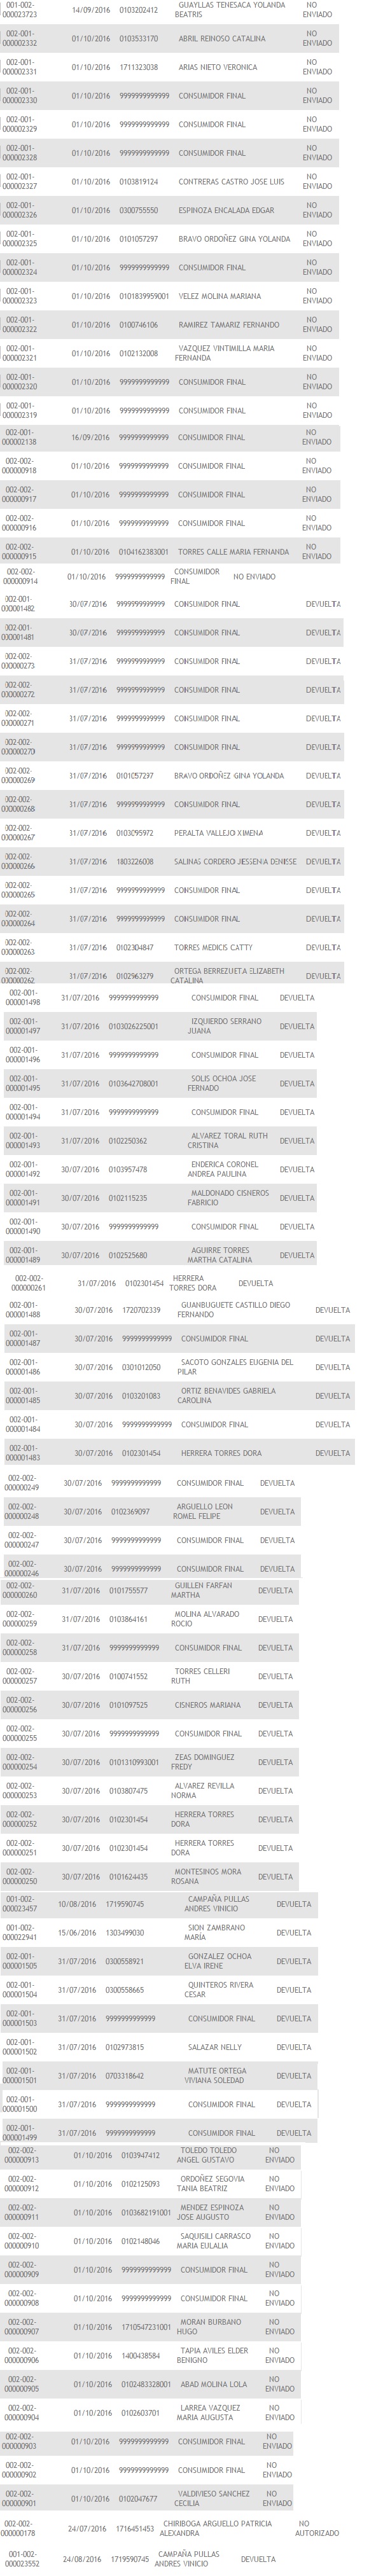 001-002-000023723 14/09/2016 0103202412 GUAYLLAS TENESACA YOLANDA BEATRIS NO ENVIADO
002-001-000002332 01/10/2016 0103533170 ABRIL REINOSO CATALINA NO ENVIADO
002-001-000002331 01/10/2016 1711323038 ARIAS NIETO VERONICA NO ENVIADO
002-001-000002330 01/10/2016 9999999999999 CONSUMIDOR FINAL NO ENVIADO
002-001-000002329 01/10/2016 9999999999999 CONSUMIDOR FINAL NO ENVIADO
002-001-000002328 01/10/2016 9999999999999 CONSUMIDOR FINAL NO ENVIADO
002-001-000002327 01/10/2016 0103819124 CONTRERAS CASTRO JOSE LUIS NO ENVIADO
002-001-000002326 01/10/2016 0300755550 ESPINOZA ENCALADA EDGAR NO ENVIADO
002-001-000002325 01/10/2016 0101057297 BRAVO ORDOÑEZ GINA YOLANDA NO ENVIADO
002-001-000002324 01/10/2016 9999999999999 CONSUMIDOR FINAL NO ENVIADO
002-001-000002323 01/10/2016 0101839959001 VELEZ MOLINA MARIANA NO ENVIADO
002-001-000002322 01/10/2016 0100746106 RAMIREZ TAMARIZ FERNANDO NO ENVIADO
002-001-000002321 01/10/2016 0102132008 VAZQUEZ VINTIMILLA MARIA FERNANDA NO ENVIADO
002-001-000002320 01/10/2016 9999999999999 CONSUMIDOR FINAL NO ENVIADO
002-001-000002319 01/10/2016 9999999999999 CONSUMIDOR FINAL NO ENVIADO
002-001-000002138 16/09/2016 9999999999999 CONSUMIDOR FINAL NO ENVIADO
002-002-000000918 01/10/2016 9999999999999 CONSUMIDOR FINAL NO ENVIADO
002-002-000000917 01/10/2016 9999999999999 CONSUMIDOR FINAL NO ENVIADO
002-002-000000916 01/10/2016 9999999999999 CONSUMIDOR FINAL NO ENVIADO
002-002-000000915 01/10/2016 0104162383001 TORRES CALLE MARIA FERNANDA NO ENVIADO
002-002-000000914 01/10/2016 9999999999999 CONSUMIDOR FINAL NO ENVIADO
002-001-000001482 30/07/2016 9999999999999 CONSUMIDOR FINAL DEVUELTA
002-001-000001481 30/07/2016 9999999999999 CONSUMIDOR FINAL DEVUELTA
002-002-000000273 31/07/2016 9999999999999 CONSUMIDOR FINAL DEVUELTA
002-002-000000272 31/07/2016 9999999999999 CONSUMIDOR FINAL DEVUELTA
002-002-000000271 31/07/2016 9999999999999 CONSUMIDOR FINAL DEVUELTA
002-002-000000270 31/07/2016 9999999999999 CONSUMIDOR FINAL DEVUELTA
002-002-000000269 31/07/2016 0101057297 BRAVO ORDOÑEZ GINA YOLANDA DEVUELTA
002-002-000000268 31/07/2016 9999999999999 CONSUMIDOR FINAL DEVUELTA
002-002-000000267 31/07/2016 0103095972 PERALTA VALLEJO XIMENA DEVUELTA
002-002-000000266 31/07/2016 1803226008 SALINAS CORDERO JESSENIA DENISSE DEVUELTA
002-002-000000265 31/07/2016 9999999999999 CONSUMIDOR FINAL DEVUELTA
002-002-000000264 31/07/2016 9999999999999 CONSUMIDOR FINAL DEVUELTA
002-002-000000263 31/07/2016 0102304847 TORRES MEDICIS CATTY DEVUELTA
002-002-000000262 31/07/2016 0102963279 ORTEGA BERREZUETA ELIZABETH CATALINA DEVUELTA
002-001-000001498 31/07/2016 9999999999999 CONSUMIDOR FINAL DEVUELTA
002-001-000001497 31/07/2016 0103026225001 IZQUIERDO SERRANO JUANA DEVUELTA
002-001-000001496 31/07/2016 9999999999999 CONSUMIDOR FINAL DEVUELTA
002-001-000001495 31/07/2016 0103642708001 SOLIS OCHOA JOSE FERNADO DEVUELTA
002-001-000001494 31/07/2016 9999999999999 CONSUMIDOR FINAL DEVUELTA
002-001-000001493 31/07/2016 0102250362 ALVAREZ TORAL RUTH CRISTINA DEVUELTA
002-001-000001492 30/07/2016 0103957478 ENDERICA CORONEL ANDREA PAULINA DEVUELTA
002-001-000001491 30/07/2016 0102115235 MALDONADO CISNEROS FABRICIO DEVUELTA
002-001-000001490 30/07/2016 9999999999999 CONSUMIDOR FINAL DEVUELTA
002-001-000001489 30/07/2016 0102525680 AGUIRRE TORRES MARTHA CATALINA DEVUELTA
002-002-000000261 31/07/2016 0102301454 HERRERA TORRES DORA DEVUELTA
002-001-000001488 30/07/2016 1720702339 GUANBUGUETE CASTILLO DIEGO FERNANDO DEVUELTA
002-001-000001487 30/07/2016 9999999999999 CONSUMIDOR FINAL DEVUELTA
002-001-000001486 30/07/2016 0301012050 SACOTO GONZALES EUGENIA DEL PILAR DEVUELTA
002-001-000001485 30/07/2016 0103201083 ORTIZ BENAVIDES GABRIELA CAROLINA DEVUELTA
002-001-000001484 30/07/2016 9999999999999 CONSUMIDOR FINAL DEVUELTA
002-001-000001483 30/07/2016 0102301454 HERRERA TORRES DORA DEVUELTA
002-002-000000249 30/07/2016 9999999999999 CONSUMIDOR FINAL DEVUELTA
002-002-000000248 30/07/2016 0102369097 ARGUELLO LEON ROMEL FELIPE DEVUELTA
002-002-000000247 30/07/2016 9999999999999 CONSUMIDOR FINAL DEVUELTA
002-002-000000246 30/07/2016 9999999999999 CONSUMIDOR FINAL DEVUELTA
002-002-000000260 31/07/2016 0101755577 GUILLEN FARFAN MARTHA DEVUELTA
002-002-000000259 31/07/2016 0103864161 MOLINA ALVARADO ROCIO DEVUELTA
002-002-000000258 31/07/2016 9999999999999 CONSUMIDOR FINAL DEVUELTA
002-002-000000257 30/07/2016 0100741552 TORRES CELLERI RUTH DEVUELTA
002-002-000000256 30/07/2016 0101097525 CISNEROS MARIANA DEVUELTA
002-002-000000255 30/07/2016 9999999999999 CONSUMIDOR FINAL DEVUELTA
002-002-000000254 30/07/2016 0101310993001 ZEAS DOMINGUEZ FREDY DEVUELTA
002-002-000000253 30/07/2016 0103807475 ALVAREZ REVILLA NORMA DEVUELTA
002-002-000000252 30/07/2016 0102301454 HERRERA TORRES DORA DEVUELTA
002-002-000000251 30/07/2016 0102301454 HERRERA TORRES DORA DEVUELTA
002-002-000000250 30/07/2016 0101624435 MONTESINOS MORA ROSANA DEVUELTA
001-002-000023457 10/08/2016 1719590745 CAMPAÑA PULLAS ANDRES VINICIO DEVUELTA
001-002-000022941 15/06/2016 1303499030 SION ZAMBRANO MARÍA DEVUELTA
002-001-000001505 31/07/2016 0300558921 GONZALEZ OCHOA ELVA IRENE DEVUELTA
002-001-000001504 31/07/2016 0300558665 QUINTEROS RIVERA CESAR DEVUELTA
002-001-000001503 31/07/2016 9999999999999 CONSUMIDOR FINAL DEVUELTA
002-001-000001502 31/07/2016 0102973815 SALAZAR NELLY DEVUELTA
002-001-000001501 31/07/2016 0703318642 MATUTE ORTEGA VIVIANA SOLEDAD DEVUELTA
002-001-000001500 31/07/2016 9999999999999 CONSUMIDOR FINAL DEVUELTA
002-001-000001499 31/07/2016 9999999999999 CONSUMIDOR FINAL DEVUELTA
002-002-000000913 01/10/2016 0103947412 TOLEDO TOLEDO ANGEL GUSTAVO NO ENVIADO
002-002-000000912 01/10/2016 0102125093 ORDOÑEZ SEGOVIA TANIA BEATRIZ NO ENVIADO
002-002-000000911 01/10/2016 0103682191001 MENDEZ ESPINOZA JOSE AUGUSTO NO ENVIADO
002-002-000000910 01/10/2016 0102148046 SAQUISILI CARRASCO MARIA EULALIA NO ENVIADO
002-002-000000909 01/10/2016 9999999999999 CONSUMIDOR FINAL NO ENVIADO
002-002-000000908 01/10/2016 9999999999999 CONSUMIDOR FINAL NO ENVIADO
002-002-000000907 01/10/2016 1710547231001 MORAN BURBANO HUGO NO ENVIADO
002-002-000000906 01/10/2016 1400438584 TAPIA AVILES ELDER BENIGNO NO ENVIADO
002-002-000000905 01/10/2016 0102483328001 ABAD MOLINA LOLA NO ENVIADO
002-002-000000904 01/10/2016 0102603701 LARREA VAZQUEZ MARIA AUGUSTA NO ENVIADO
002-002-000000903 01/10/2016 9999999999999 CONSUMIDOR FINAL NO ENVIADO
002-002-000000902 01/10/2016 9999999999999 CONSUMIDOR FINAL NO ENVIADO
002-002-000000901 01/10/2016 0102047677 VALDIVIESO SANCHEZ CECILIA NO ENVIADO
002-002-000000178 24/07/2016 1716451453 CHIRIBOGA ARGUELLO PATRICIA ALEXANDRA NO AUTORIZADO
001-002-000023552 24/08/2016 1719590745 CAMPAÑA PULLAS ANDRES VINICIO DEVUELTA